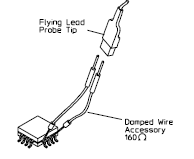 Flying Lead
Probe Tip
Damped Wire
Accessory
160Ω